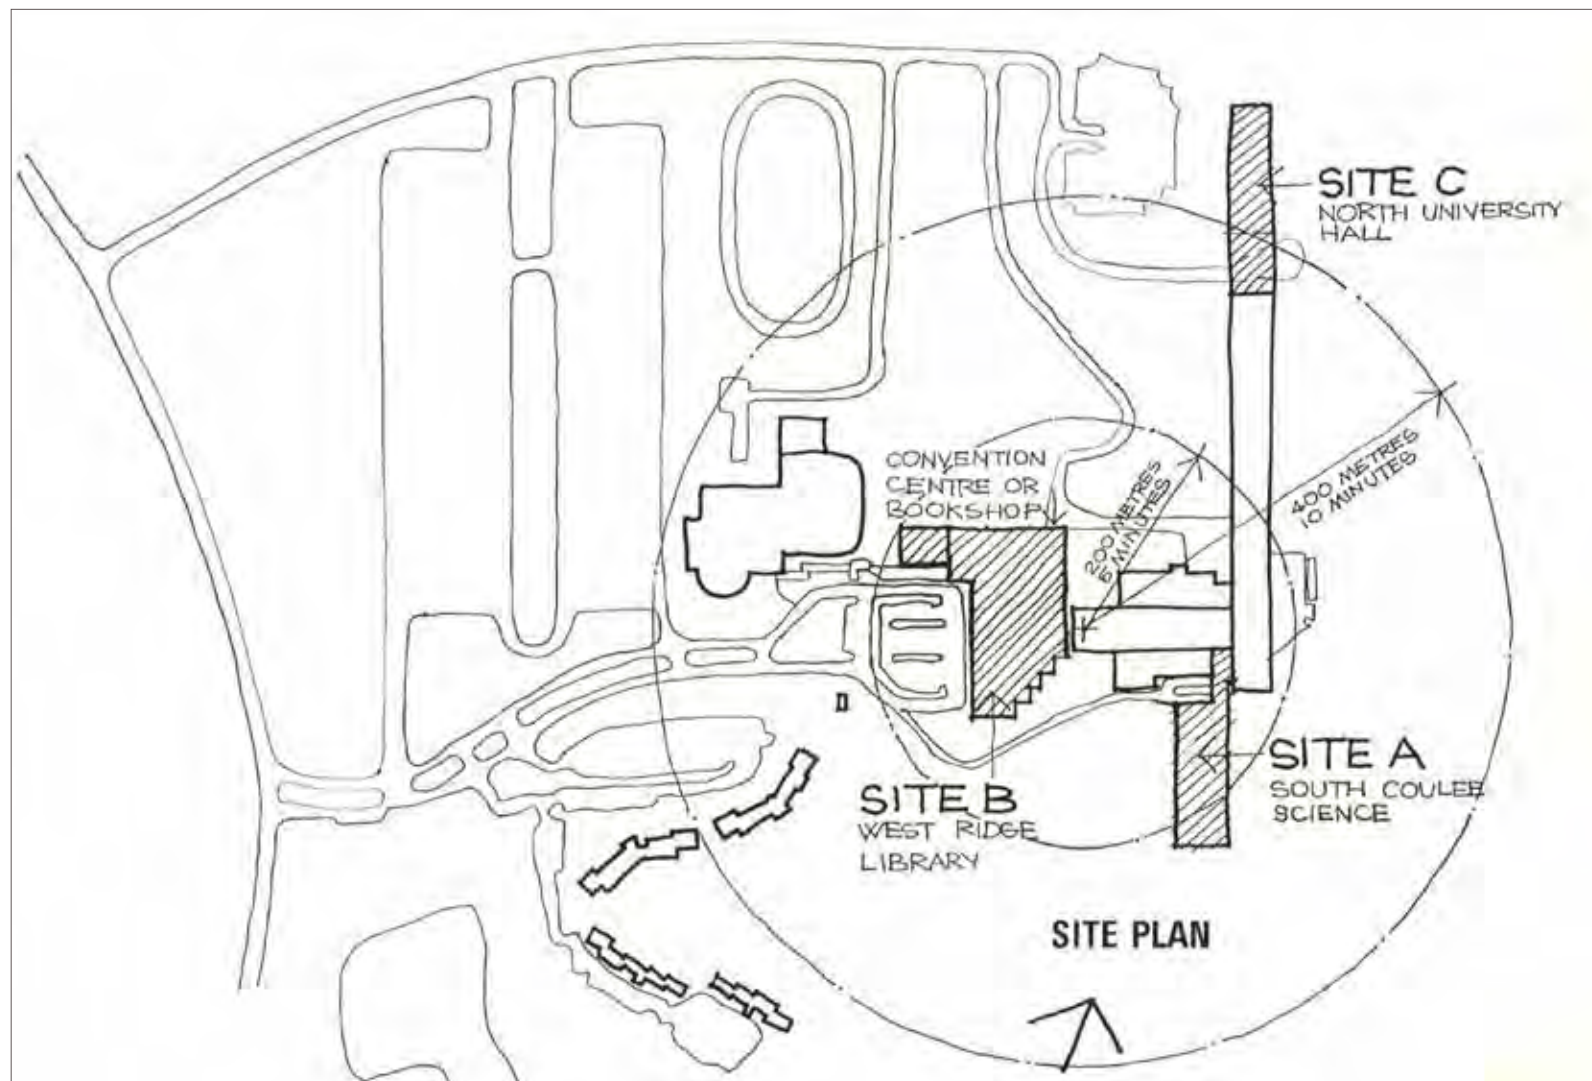 SITE C
NORTH UNIVERSITY
HALL
CONVENTION
CENTRE OR
BOOKSHOP
200 METRES
5 MINUTES
400 METRES
10 MINUTES
SITE A
SOUTH COULEE
SCIENCE
SITE B
WEST RIDGE
LIBRARY
SITE PLAN